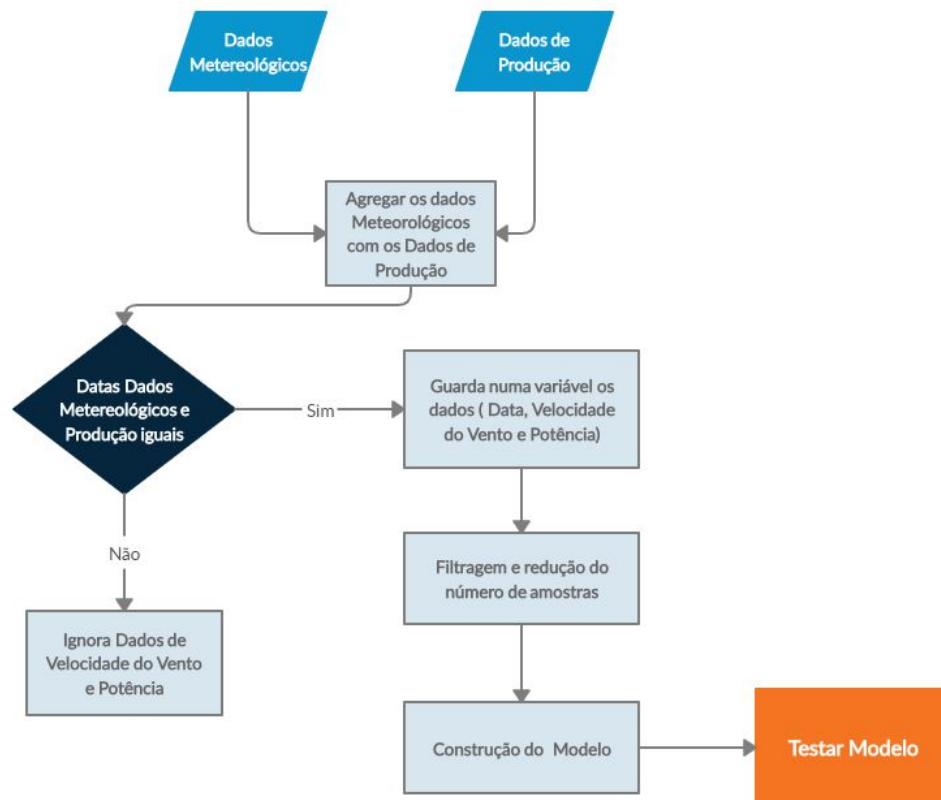 Dados
Metereológicos
Dados de
Produção
Agregar os dados
Meteorológicos
com os Dados de
Produção
Datas Dados
Metereológicos e
Produção iguais
Sim
Guarda numa variável os
dados ( Data, Velocidade
do Vento e Potência)
Não
Filtragem e redução do
número de amostras
Ignora Dados de
Velocidade do Vento
e Potência
Construção do Modelo
Testar Modelo